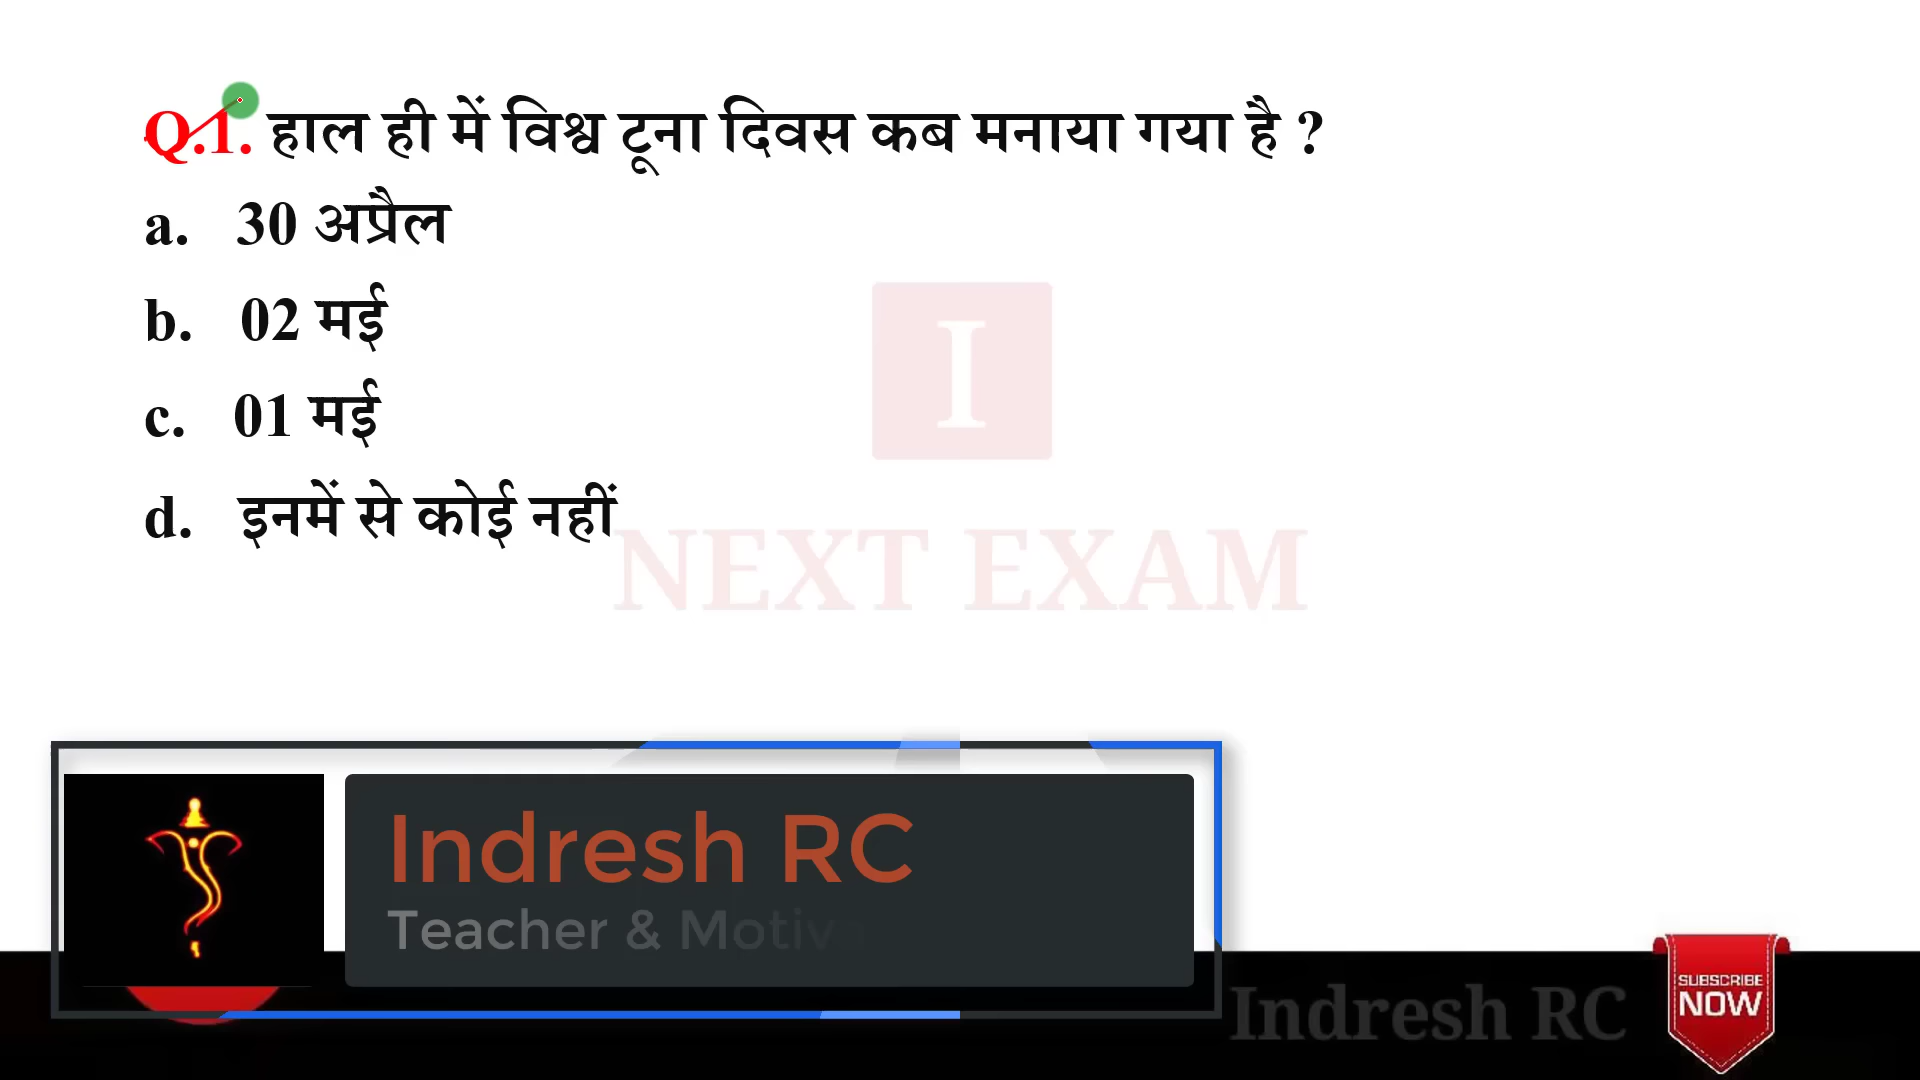 Q.1. हाल ही में विश्व टूना दिवस कब मनाया गया है ?
a. 30 अप्रैल
b. 02 मई
c. 01 मई
d. इनमें से कोई नहीं
I
NEXT EXAM
Indresh RC
Teacher & Motiv
Indresh RC
SUBSCRIBE
NOW